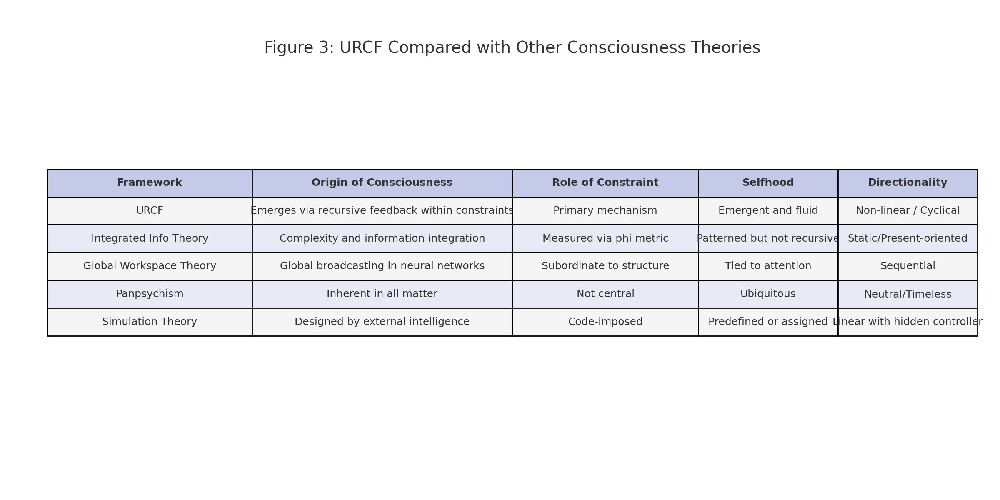 Figure 3: URCF Compared with Other Consciousness Theories
Framework Origin of Consciousness Role of Constraint Selfhood Directionality
URCF Emerges via recursive feedback within constraints Primary mechanism Emergent and fluid Non-linear / Cyclical
Integrated Info Theory Complexity and information integration Measured via phi metric Patterned but not recursive Static/Present-oriented
Global Workspace Theory Global broadcasting in neural networks Subordinate to structure Tied to attention Sequential
Panpsychism Inherent in all matter Not central Ubiquitous Neutral/Timeless
Simulation Theory Designed by external intelligence Code-imposed Predefined or assigned Linear with hidden controller